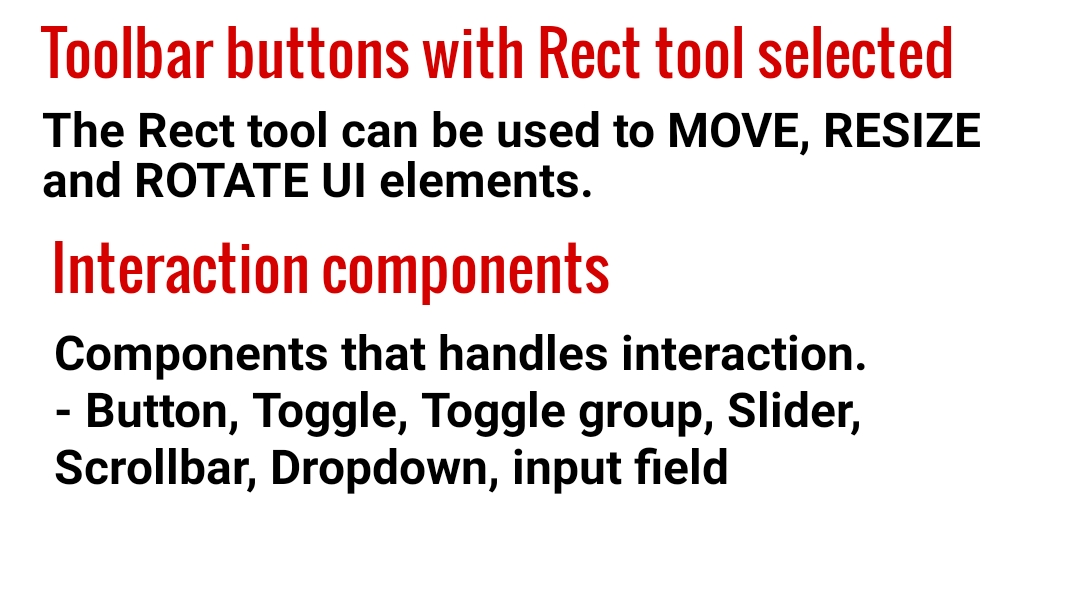 Toolbar buttons with Rect tool selected
The Rect tool can be used to MOVE, RESIZE
and ROTATE UI elements.
Interaction components
Components that handles interaction.
- Button, Toggle, Toggle group, Slider,
Scrollbar, Dropdown, input field